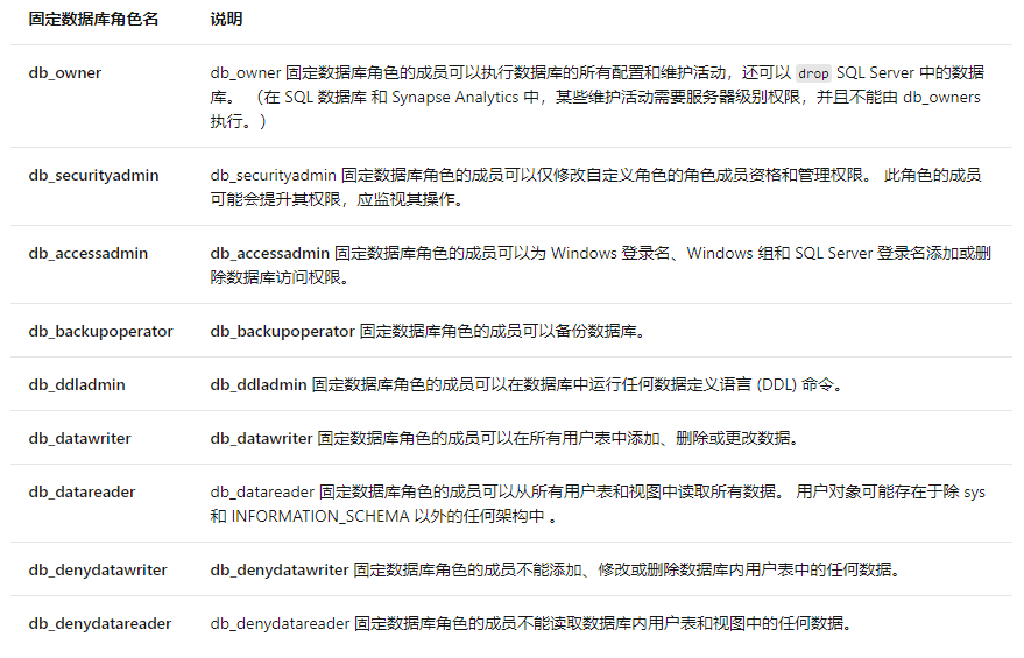 固定数据库角色名 说明
db_owner db_owner 固定数据库角色的成员可以执行数据库的所有配置和维护活动，还可以 drop SQL Server 中的数据
库。 （在 SQL 数据库 和 Synapse Analytics 中，某些维护活动需要服务器级别权限，并且不能由 db_owners
执行。）
db_securityadmin db_securityadmin 固定数据库角色的成员可以仅修改自定义角色的角色成员资格和管理权限。 此角色的成员
可能会提升其权限，应监视其操作。
db_accessadmin db_accessadmin 固定数据库角色的成员可以为 Windows 登录名、Windows 组和 SQL Server 登录名添加或删
除数据库访问权限。
db_backupoperator db_backupoperator 固定数据库角色的成员可以备份数据库。
db_ddladmin db_ddladmin 固定数据库角色的成员可以在数据库中运行任何数据定义语言 (DDL) 命令。
db_datawriter db_datawriter 固定数据库角色的成员可以在所有用户表中添加、删除或更改数据。
db_datareader db_datareader 固定数据库角色的成员可以从所有用户表和视图中读取所有数据。 用户对象可能存在于除 sys
和 INFORMATION_SCHEMA 以外的任何架构中 。
db_denydatawriter db_denydatawriter 固定数据库角色的成员不能添加、修改或删除数据库内用户表中的任何数据。
db_denydatareader db_denydatareader 固定数据库角色的成员不能读取数据库内用户表和视图中的任何数据。